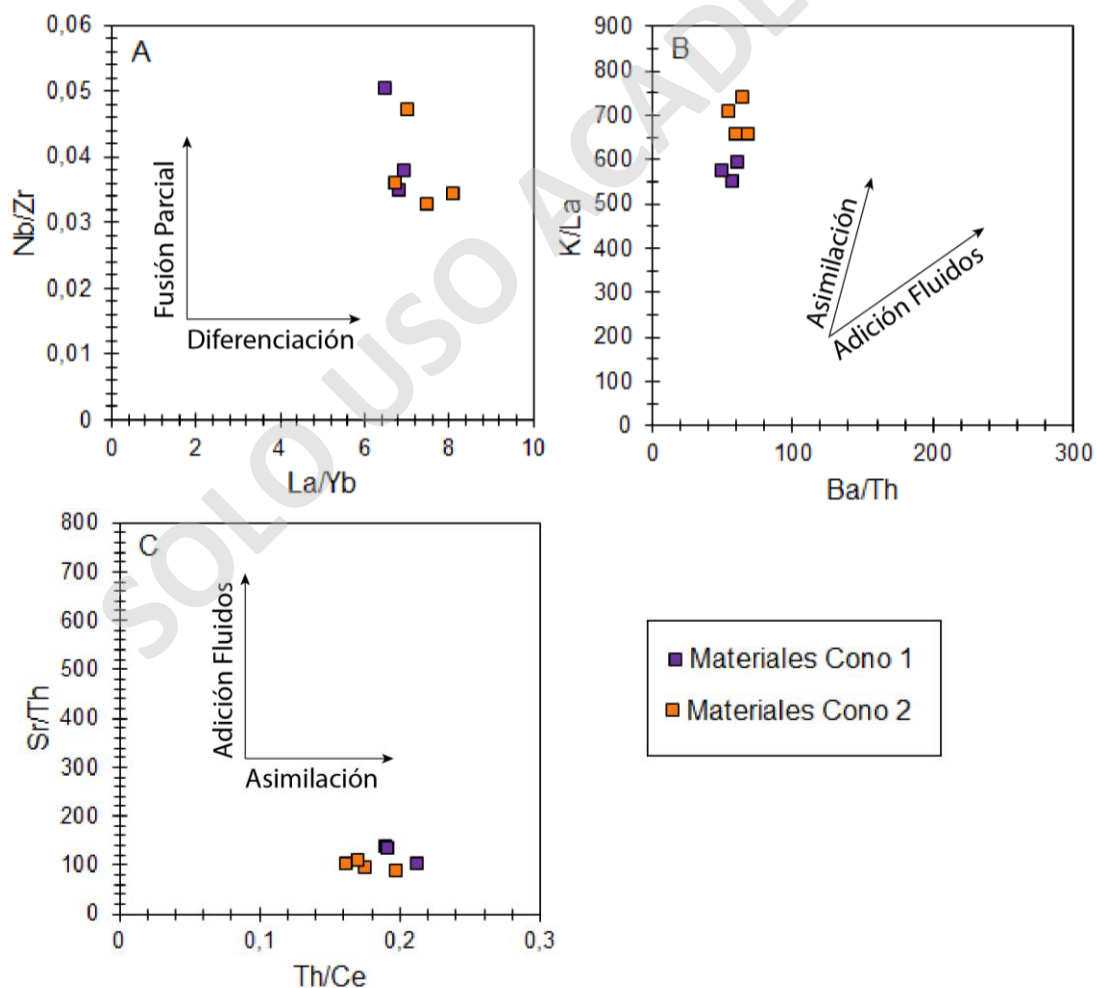 A
0,06
0,05
0,04
0,03
0,02
0,01
0
Nb/Zr
Fusión Parcial
Diferenciación
0
2
4
6
8
10
La/Yb
B
900
800
700
600
500
400
300
200
100
0
K/La
Asimilación
Adición Fluidos
0
100
200
300
Ba/Th
C
800
700
600
500
400
300
200
100
0
Sr/Th
Adición Fluidos
Asimilación
0
0,1
0,2
0,3
Th/Ce
Materiales Cono 1
Materiales Cono 2
SOLO USO ACADE